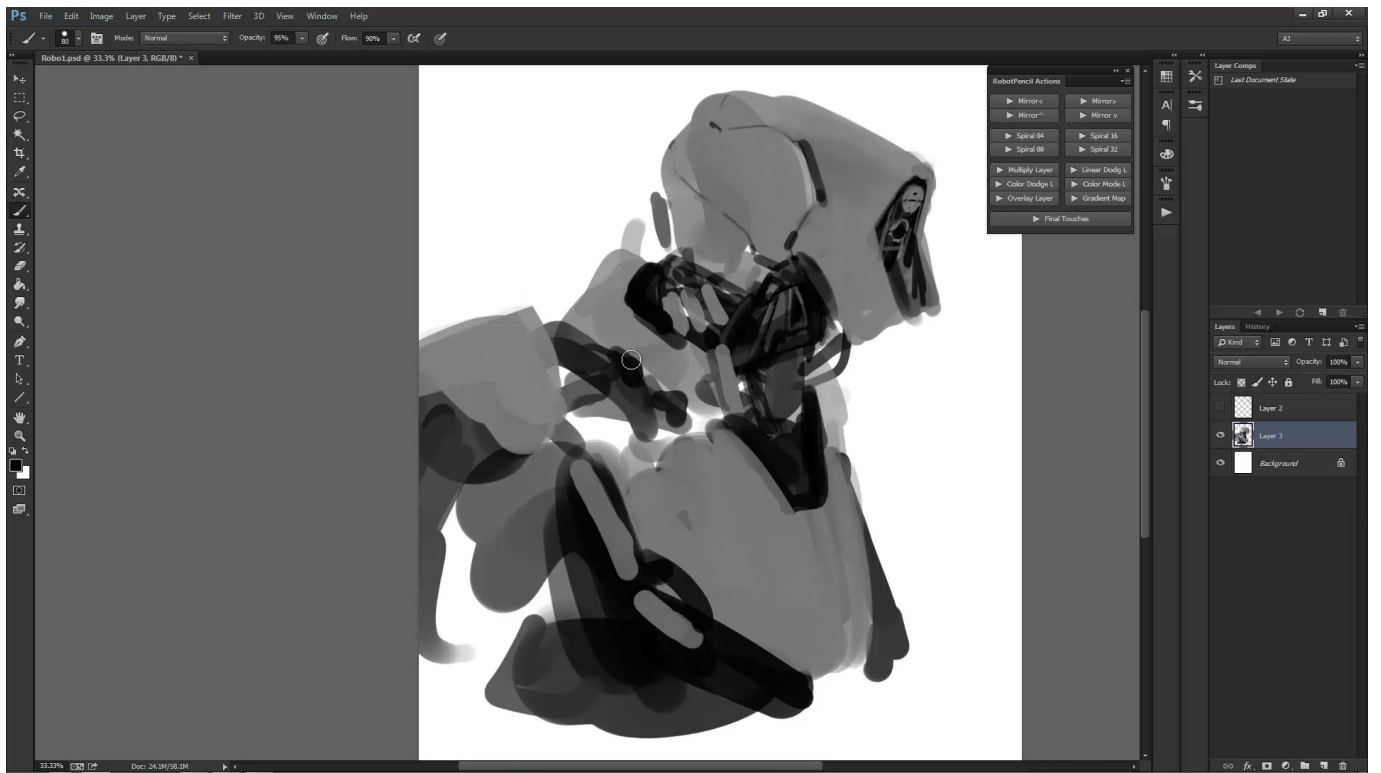 Ps File Edit Image Layer Type Select Filter 3D View Window Help
80 Mode: Normal Opacity: 95% Flow: 90% AJ
Robo1.psd @ 33.3% (Layer 3, RGB/8) * ×
RobotPencil Actions
Mirror< Mirror>
Mirror^ Mirror v
Spiral 04 Spiral 16
Spiral 08 Spiral 32
Multiply Layer Linear Dodg L
Color Dodge L Color Mode L
Overlay Layer Gradient Map
Final Touches
Layer Comps
Last Document State
Layers History
Kind
Normal Opacity: 100%
Lock: Fill: 100%
Layer 2
Layer 3
Background
33.33% Doc: 24.1M/58.1M